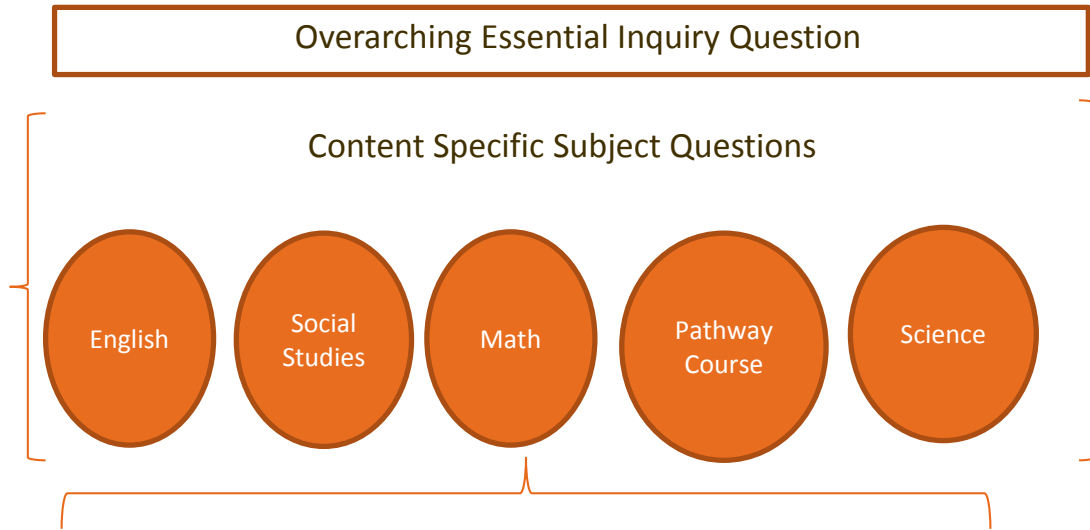 Overarching Essential Inquiry Question
Content Specific Subject Questions
English
Social
Studies
Math
Pathway
Course
Science